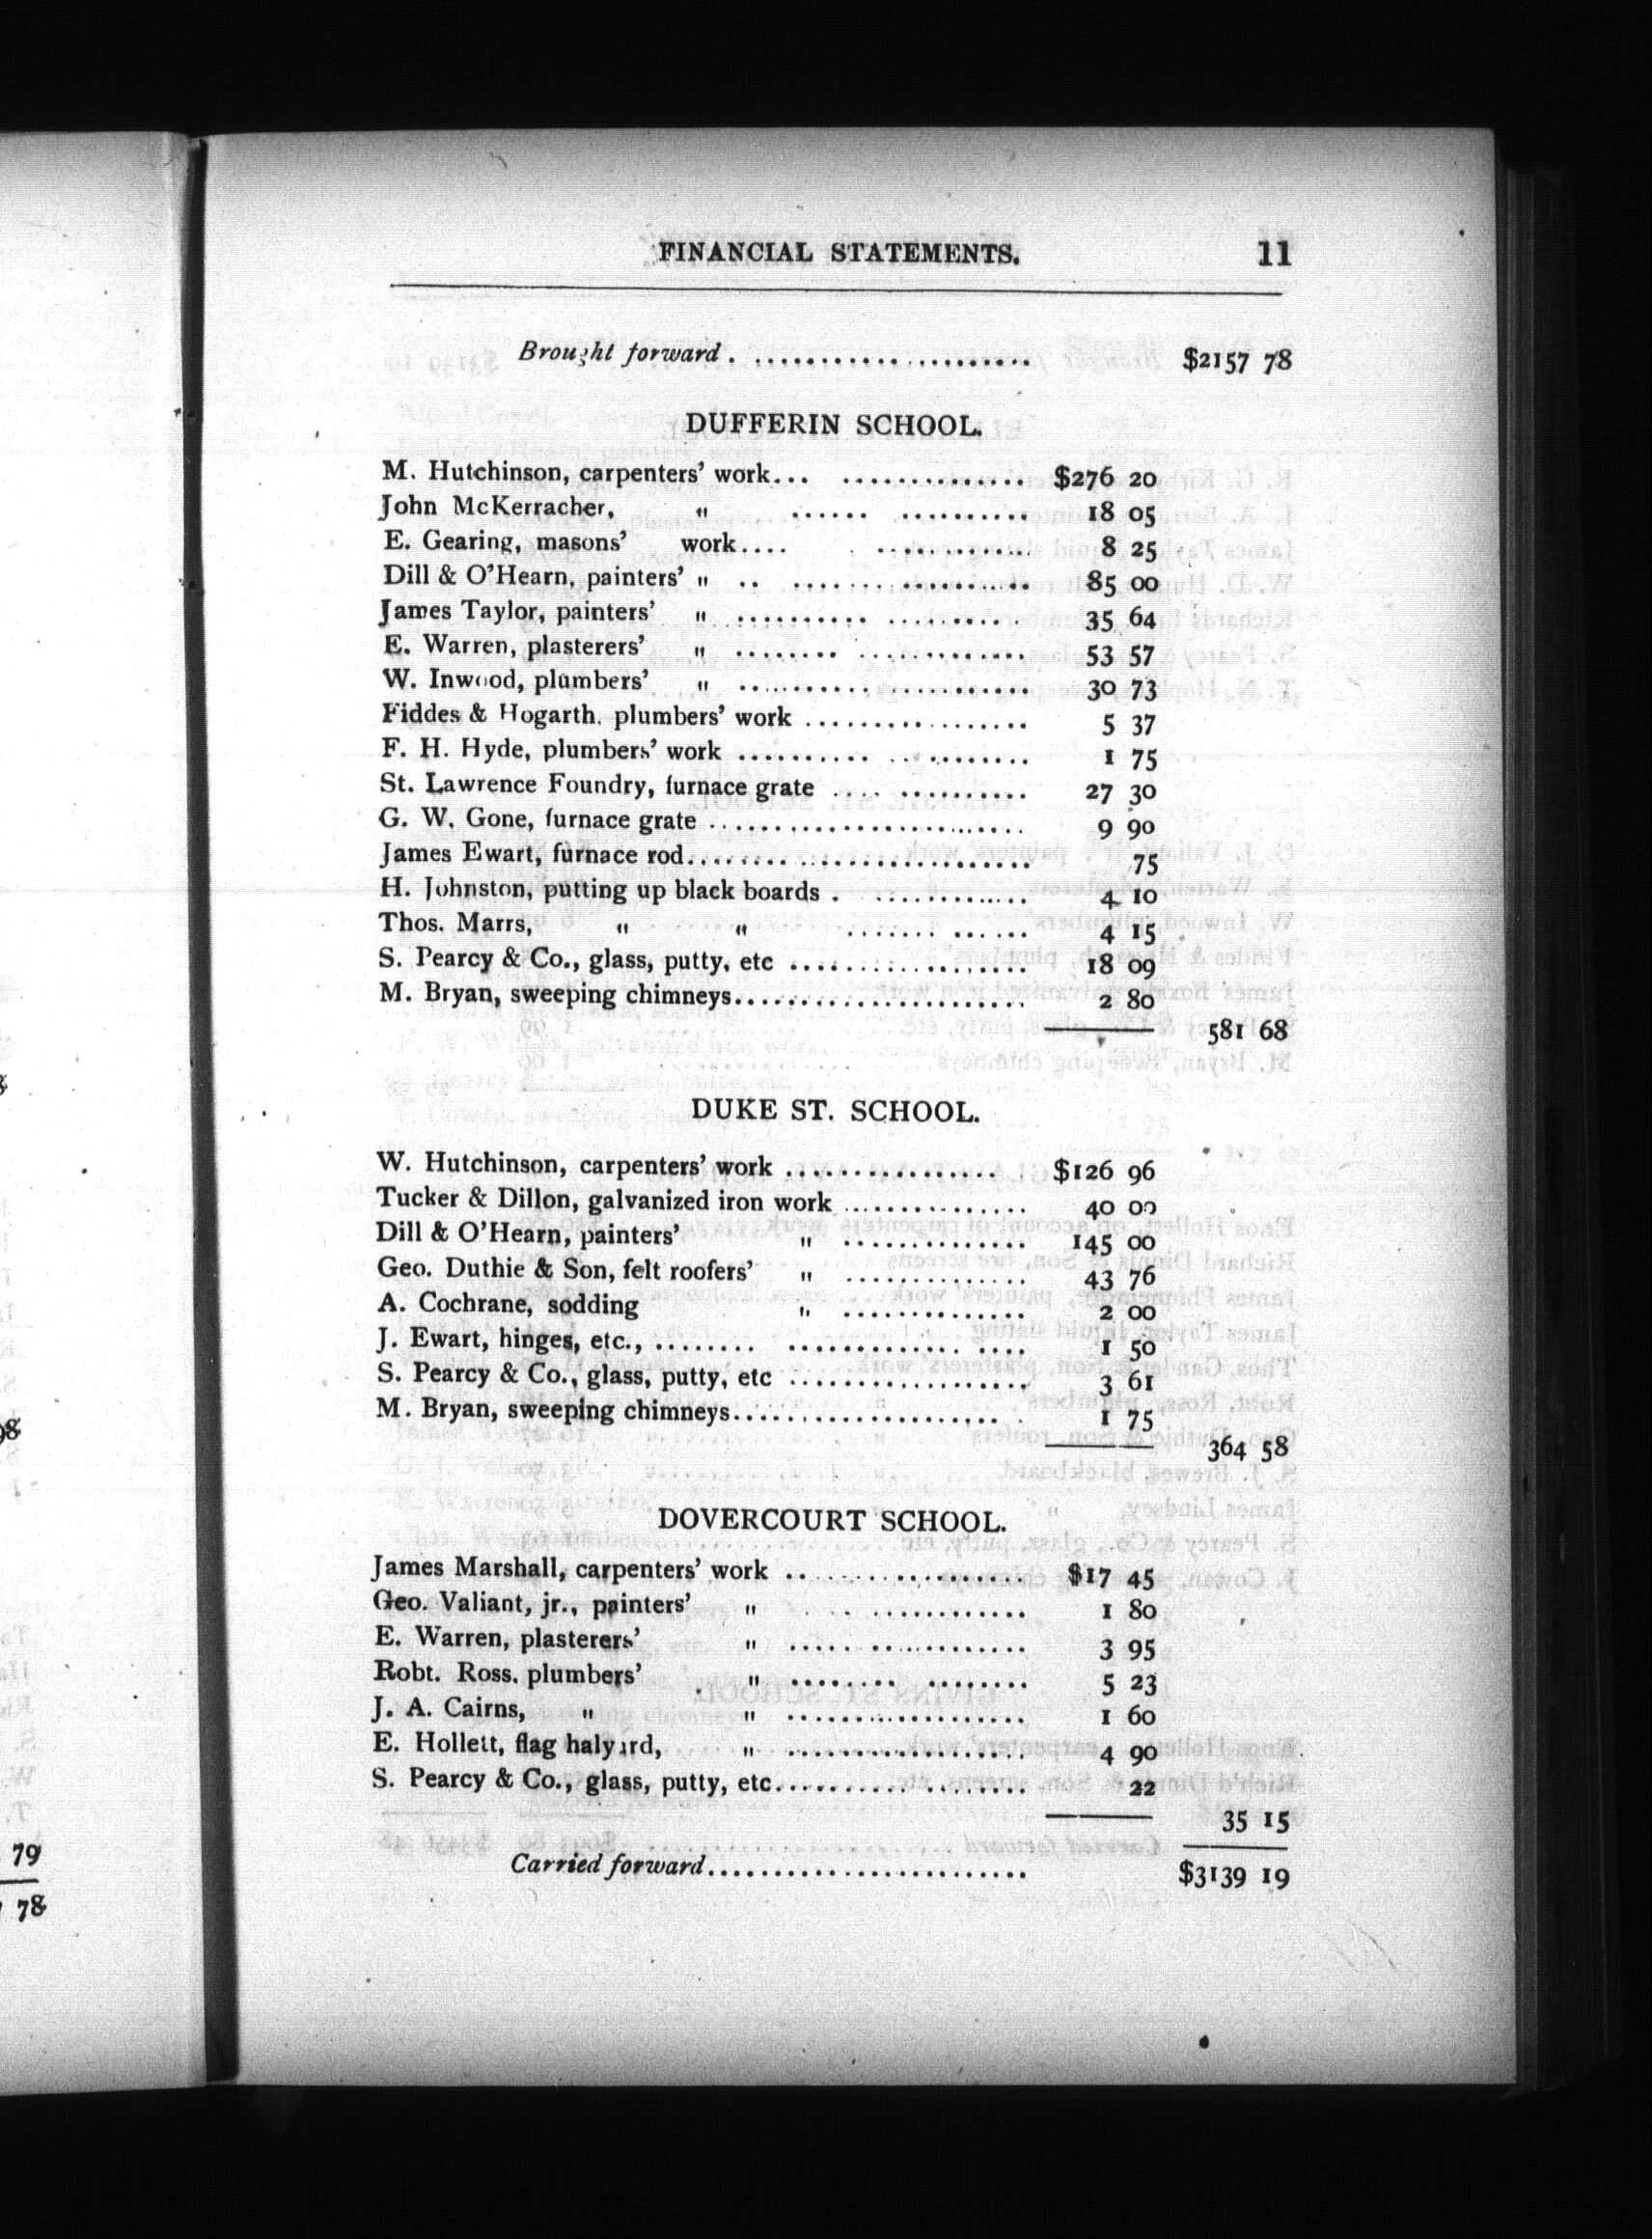 FINANCIAL STATEMENTS. 11
Brought forward . ..................... $2157 78
DUFFERIN SCHOOL.
M. Hutchinson, carpenters' work... .............. $276 20
John McKerracher, " ...... .......... 18 05
E. Gearing, masons' work.... ............ 8 25
Dill & O'Hearn, painters' " .. .................. 85 00
James Taylor, painters' " .................... 35 64
E. Warren, plasterers' " ..................... 53 57
W. Inwood, plumbers' " ..................... 30 73
Fiddes & Hogarth. plumbers' work ................. 5 37
F. H. Hyde, plumbers' work .................... 1 75
St. Lawrence Foundry, furnace grate .... .......... 27 30
G. W. Gone, furnace grate ........................ 9 90
James Ewart, furnace rod.......................... 75
H. Johnston, putting up black boards . ............ 4 10
Thos. Marrs, " " ....... ...... 4 15
S. Pearcy & Co., glass, putty, etc .................. 18 09
M. Bryan, sweeping chimneys...................... 2 80
581 68
DUKE ST. SCHOOL.
W. Hutchinson, carpenters' work ................ $126 96
Tucker & Dillon, galvanized iron work .............. 40 00
Dill & O'Hearn, painters' " .............. 145 00
Geo. Duthie & Son, felt roofers' " .............. 43 76
A. Cochrane, sodding " .............. 2 00
J. Ewart, hinges, etc., ........ ............. .... 1 50
S. Pearcy & Co., glass, putty, etc .................. 3 61
M. Bryan, sweeping chimneys.................... . 1 75
364 58
DOVERCOURT SCHOOL.
James Marshall, carpenters' work .................. $17 45
Geo. Valiant, jr., painters' " .. ............ 1 80
E. Warren, plasterers' " ..... ............ 3 95
Robt. Ross. plumbers' " ........ ........ 5 23
J. A. Cairns, " " .................. 1 60
E. Hollett, flag halyard, " .................. 4 90
S. Pearcy & Co., glass, putty, etc.......... ........ 22
35 15
Carried forward........................ $3139 19
98
79
78